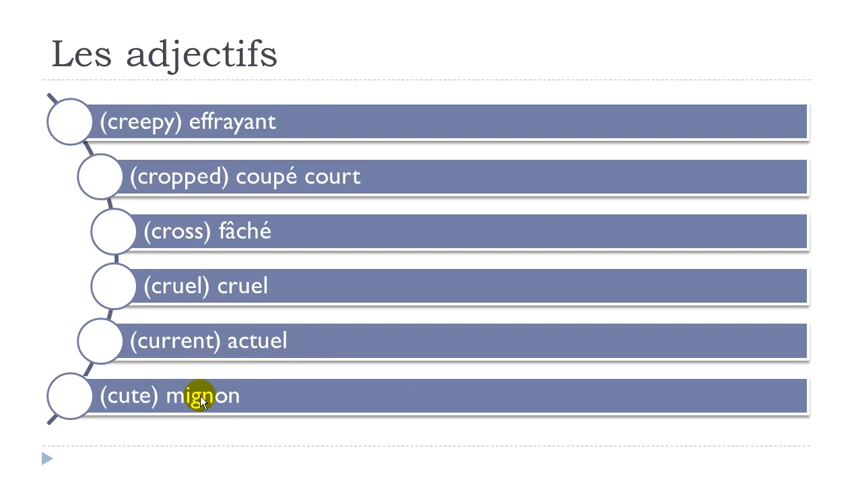 Les adjectifs
(creepy) effrayant
(cropped) coupé court
(cross) fâché
(cruel) cruel
(current) actuel
(cute) mignon